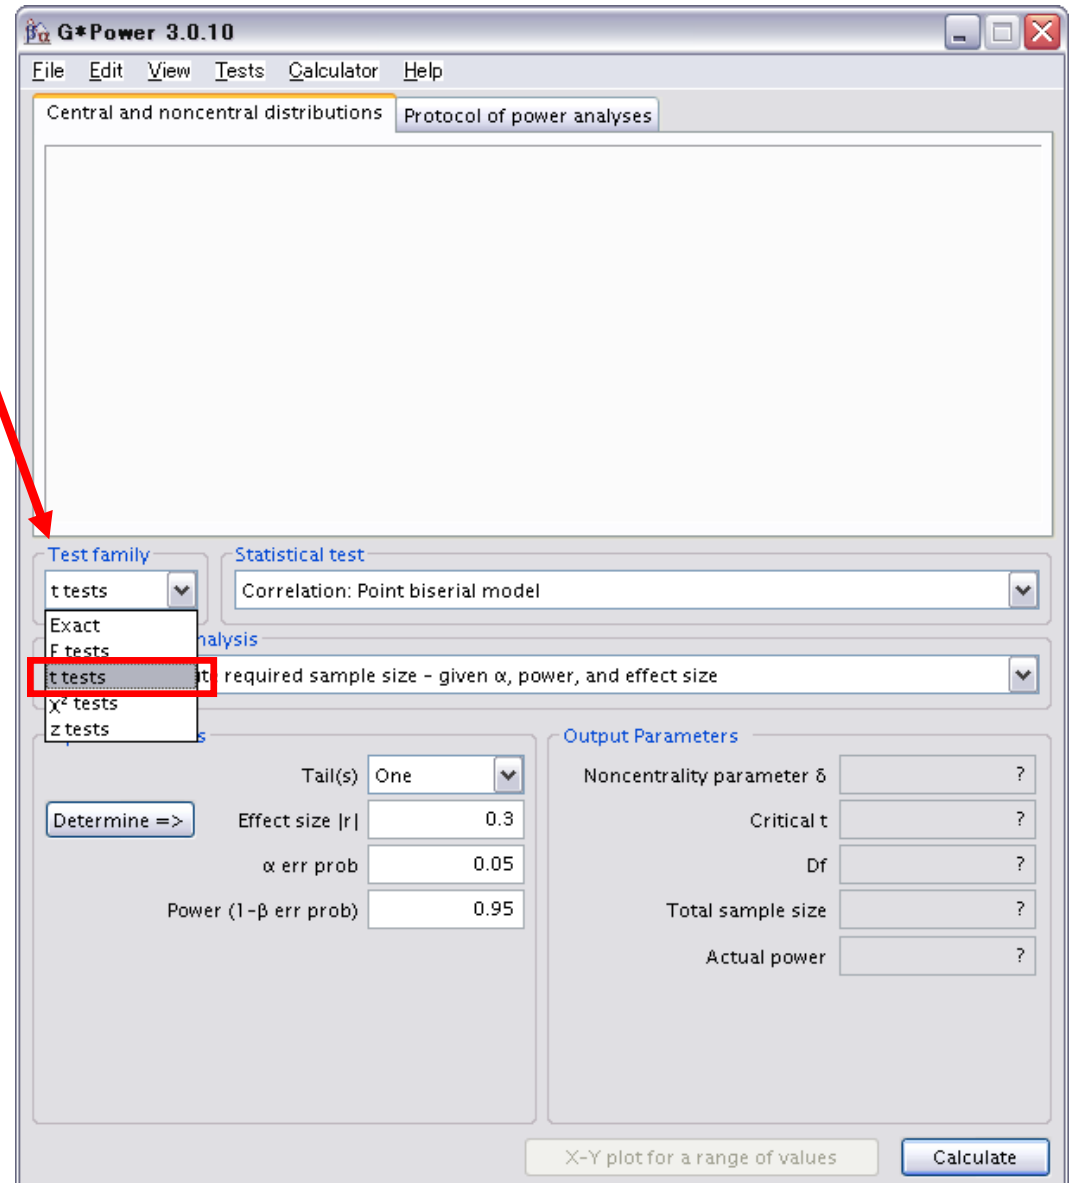 G*Power 3.0.10
File Edit View Tests Calculator Help
Central and noncentral distributions Protocol of power analyses
Test family Statistical test
t tests Correlation: Point biserial model
Exact
F tests
t tests
χ² tests
z tests
required sample size - given α, power, and effect size
Tail(s) One
Determine => Effect size |r| 0.3
α err prob 0.05
Power (1-β err prob) 0.95
Output Parameters
Noncentrality parameter δ ?
Critical t ?
Df ?
Total sample size ?
Actual power ?
X-Y plot for a range of values Calculate